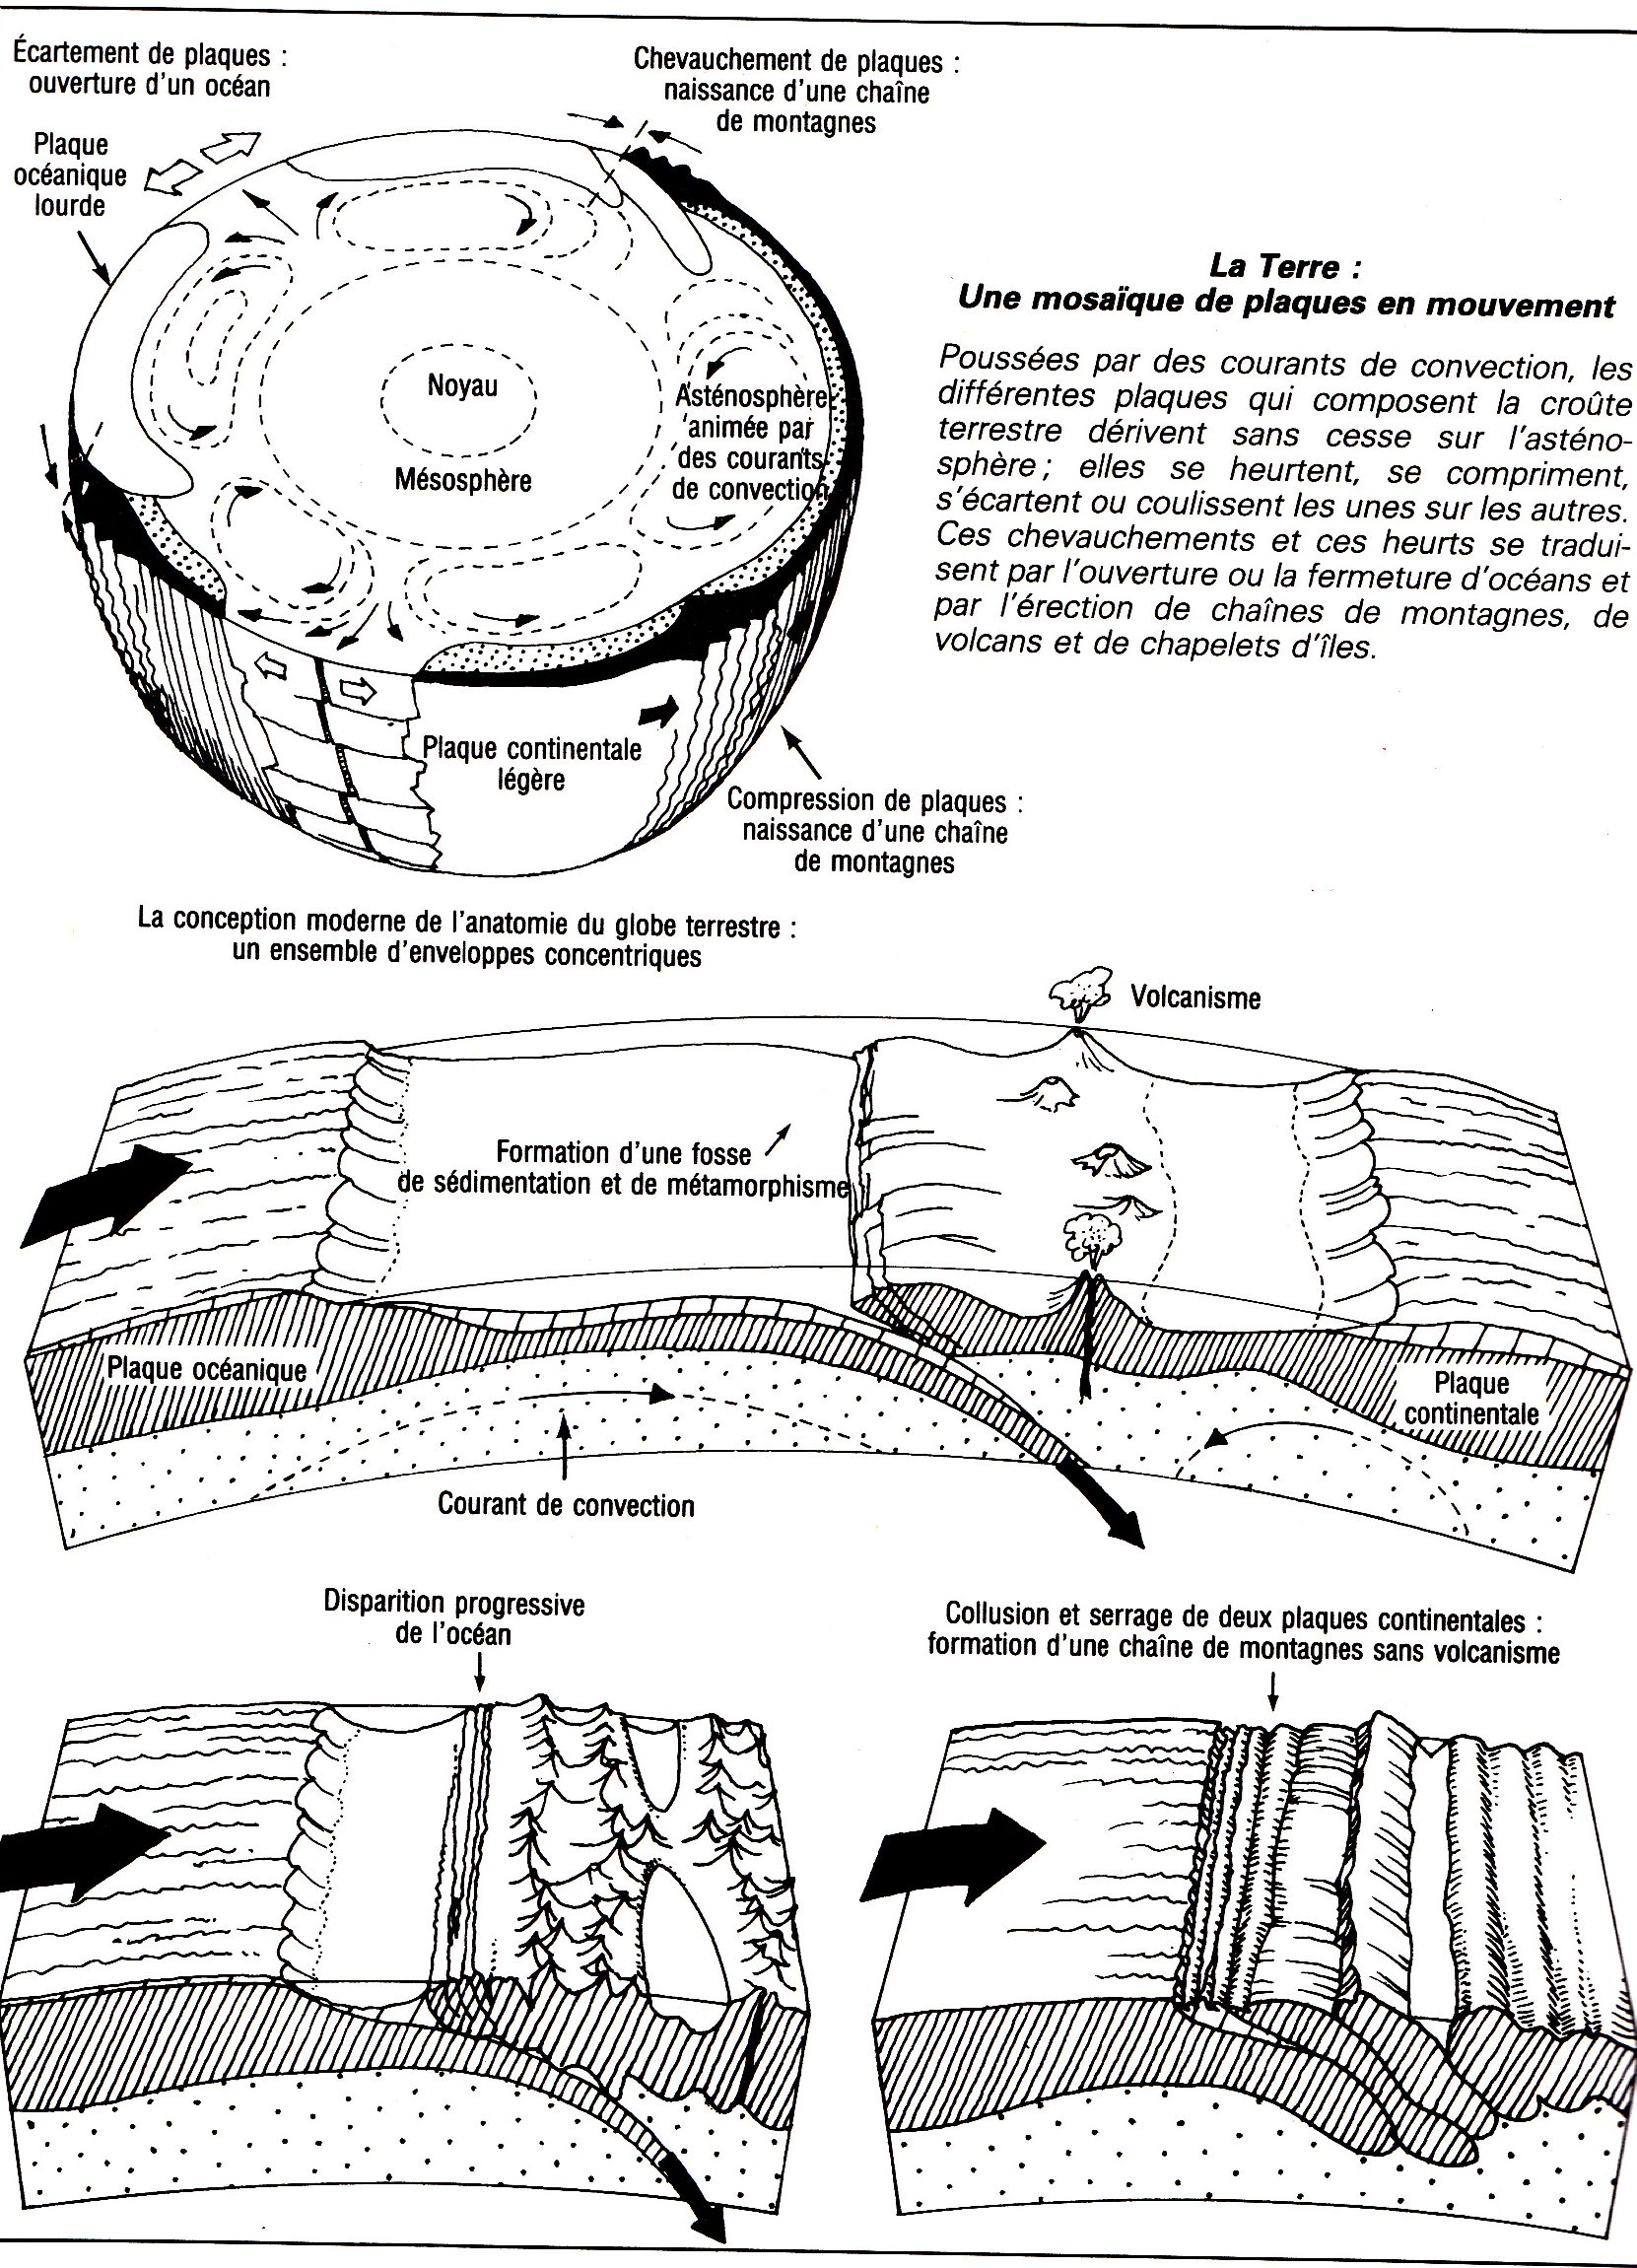 Écartement de plaques :
ouverture d'un océan
Chevauchement de plaques :
naissance d'une chaîne
de montagnes
Plaque
océanique
lourde
La Terre :
Une mosaïque de plaques en mouvement
Poussées par des courants de convection, les
différentes plaques qui composent la croûte
terrestre dérivent sans cesse sur l'asténo-
sphère ; elles se heurtent, se compriment,
s'écartent ou coulissent les unes sur les autres.
Ces chevauchements et ces heurts se tradui-
sent par l'ouverture ou la fermeture d'océans et
par l'érection de chaînes de montagnes, de
volcans et de chapelets d'îles.
Noyau
Mésosphère
Asténosphère
animée par
des courants
de convection
Plaque continentale
légère
Compression de plaques :
naissance d'une chaîne
de montagnes
La conception moderne de l'anatomie du globe terrestre :
un ensemble d'enveloppes concentriques
Volcanisme
Formation d'une fosse
de sédimentation et de métamorphisme
Plaque océanique
Plaque
continentale
Courant de convection
Disparition progressive
de l'océan
Collusion et serrage de deux plaques continentales :
formation d'une chaîne de montagnes sans volcanisme